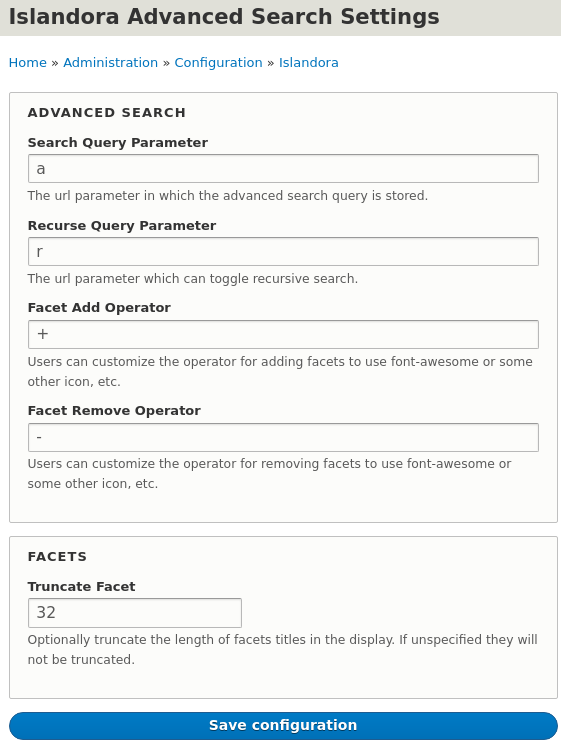 Islandora Advanced Search Settings
Home » Administration » Configuration » Islandora
ADVANCED SEARCH
Search Query Parameter
a
The url parameter in which the advanced search query is stored.
Recurse Query Parameter
r
The url parameter which can toggle recursive search.
Facet Add Operator
+
Users can customize the operator for adding facets to use font-awesome or some
other icon, etc.
Facet Remove Operator
-
Users can customize the operator for removing facets to use font-awesome or
some other icon, etc.
FACETS
Truncate Facet
32
Optionally truncate the length of facets titles in the display. If unspecified they will
not be truncated.
Save configuration